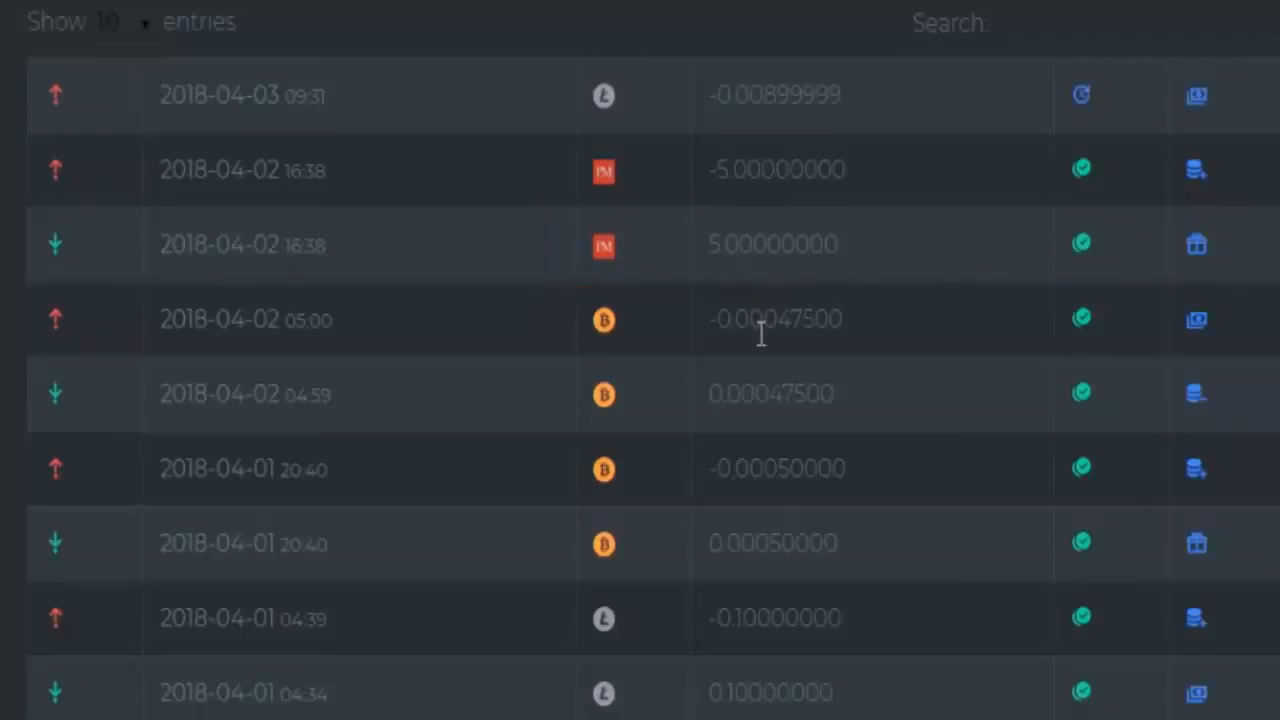 Show 10 entries Search:
2018-04-03 09:31 -0.00899999
2018-04-02 16:38 PM -5.00000000
2018-04-02 16:38 PM 5.00000000
2018-04-02 05:00 -0.00047500
2018-04-02 04:59 0.00047500
2018-04-01 20:40 -0.00050000
2018-04-01 20:40 0.00050000
2018-04-01 04:39 -0.10000000
2018-04-01 04:34 0.10000000